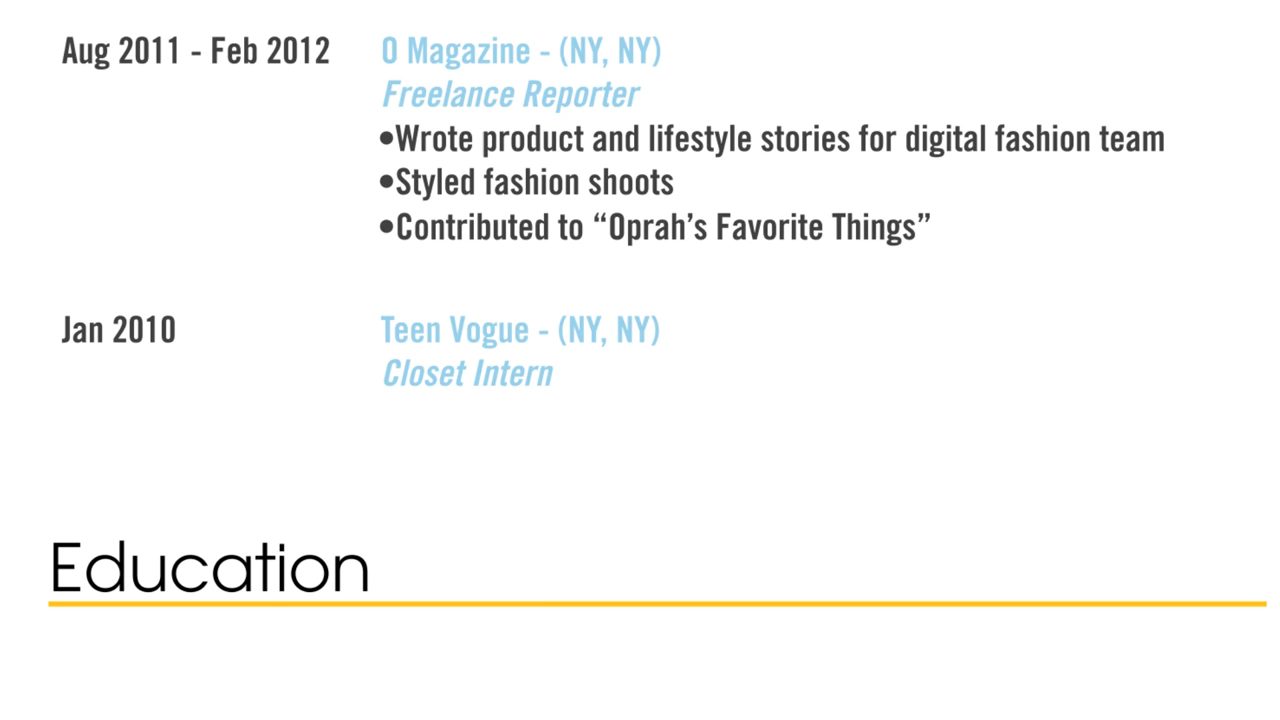 Aug 2011 - Feb 2012 O Magazine - (NY, NY)
Freelance Reporter
•Wrote product and lifestyle stories for digital fashion team
•Styled fashion shoots
•Contributed to “Oprah’s Favorite Things”
Jan 2010 Teen Vogue - (NY, NY)
Closet Intern
Education